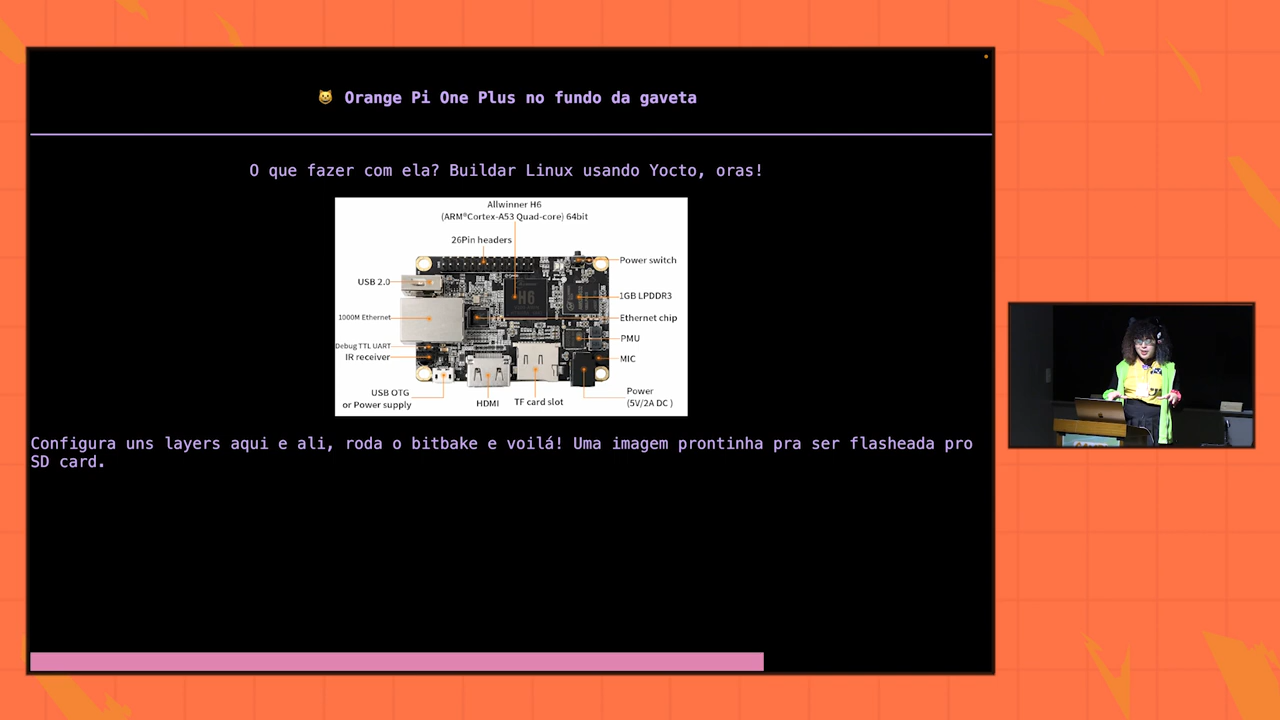 😺 Orange Pi One Plus no fundo da gaveta
O que fazer com ela? Buildar Linux usando Yocto, oras!
Allwinner H6
(ARM®Cortex-A53 Quad-core) 64bit
26Pin headers
Power switch
USB 2.0
H6
1GB LPDDR3
1000M Ethernet
Ethernet chip
PMU
Debug TTL UART
IR receiver
MIC
USB OTG
or Power supply
HDMI
TF card slot
Power
(5V/2A DC )
Configura uns layers aqui e ali, roda o bitbake e voilá! Uma imagem prontinha pra ser flasheada pro
SD card.